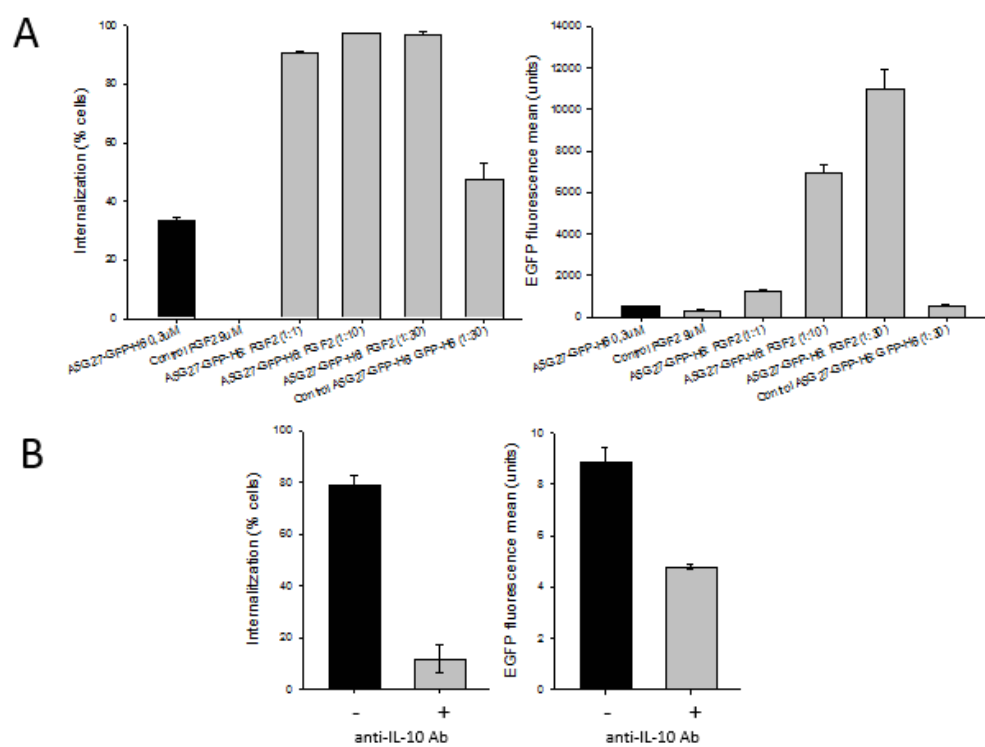 A
Internalization (% cells)
100
80
60
40
20
0
ASG27-GFP-H6 0,3uM
Control RGF2 9uM
ASG27-GFP-H6: RGF2 (1:1)
ASG27-GFP-H6: RGF2 (1:10)
ASG27-GFP-H6: RGF2 (1:30)
Control ASG27-GFP-H6: GFP-H6 (1:30)
EGFP fluorescence mean (units)
14000
12000
10000
8000
6000
4000
2000
0
ASG27-GFP-H6 0,3uM
Control RGF2 9uM
ASG27-GFP-H6: RGF2 (1:1)
ASG27-GFP-H6: RGF2 (1:10)
ASG27-GFP-H6: RGF2 (1:30)
Control ASG27-GFP-H6: GFP-H6 (1:30)
B
Internalitzation (% cells)
100
80
60
40
20
0
-
+
anti-IL-10 Ab
EGFP fluorescence mean (units)
10
8
6
4
2
0
-
+
anti-IL-10 Ab